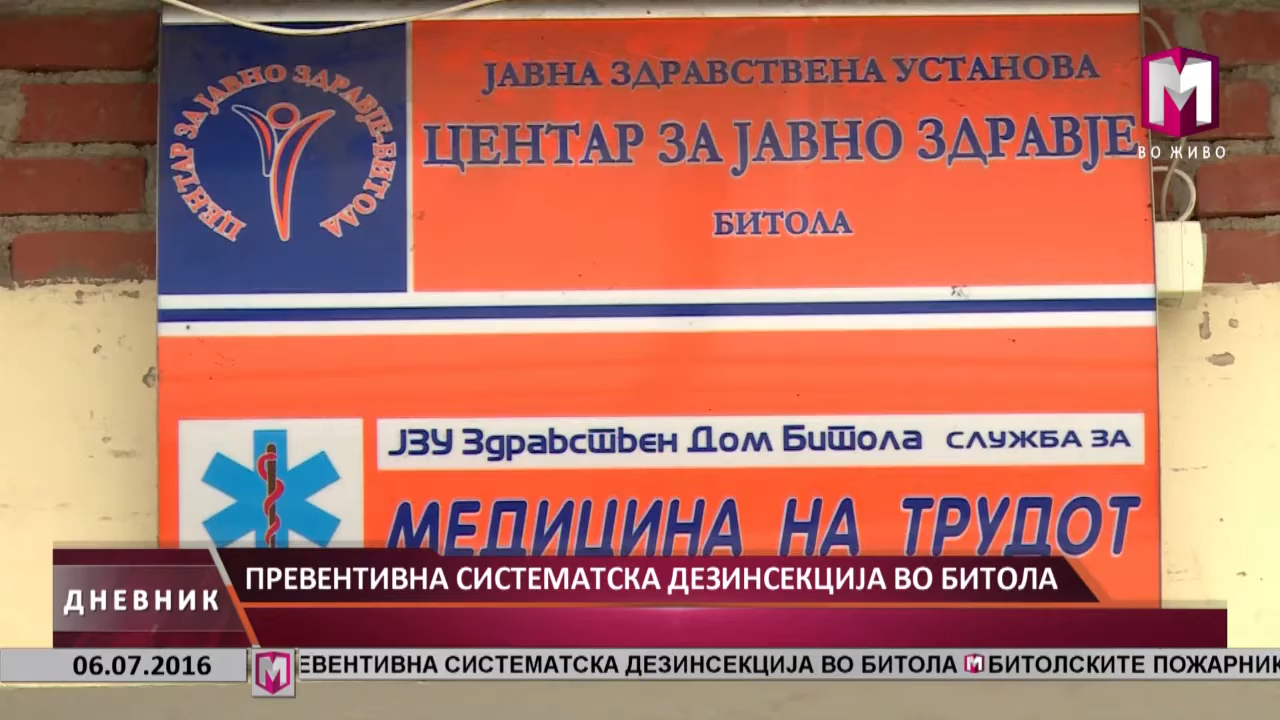 ЦЕНТАР ЗА ЈАВНО ЗДРАВЈЕ-БИТОЛА
ЈАВНА ЗДРАВСТВЕНА УСТАНОВА
ЦЕНТАР ЗА ЈАВНО ЗДРАВЈЕ
БИТОЛА
М
ВО ЖИВО
ЈЗУ Здравствен Дом Битола СЛУЖБА ЗА
МЕДИЦИНА НА ТРУДОТ
ПРЕВЕНТИВНА СИСТЕМАТСКА ДЕЗИНСЕКЦИЈА ВО БИТОЛА
ДНЕВНИК
06.07.2016 М ЕВЕНТИВНА СИСТЕМАТСКА ДЕЗИНСЕКЦИЈА ВО БИТОЛА М БИТОЛСКИТЕ ПОЖАРНИК